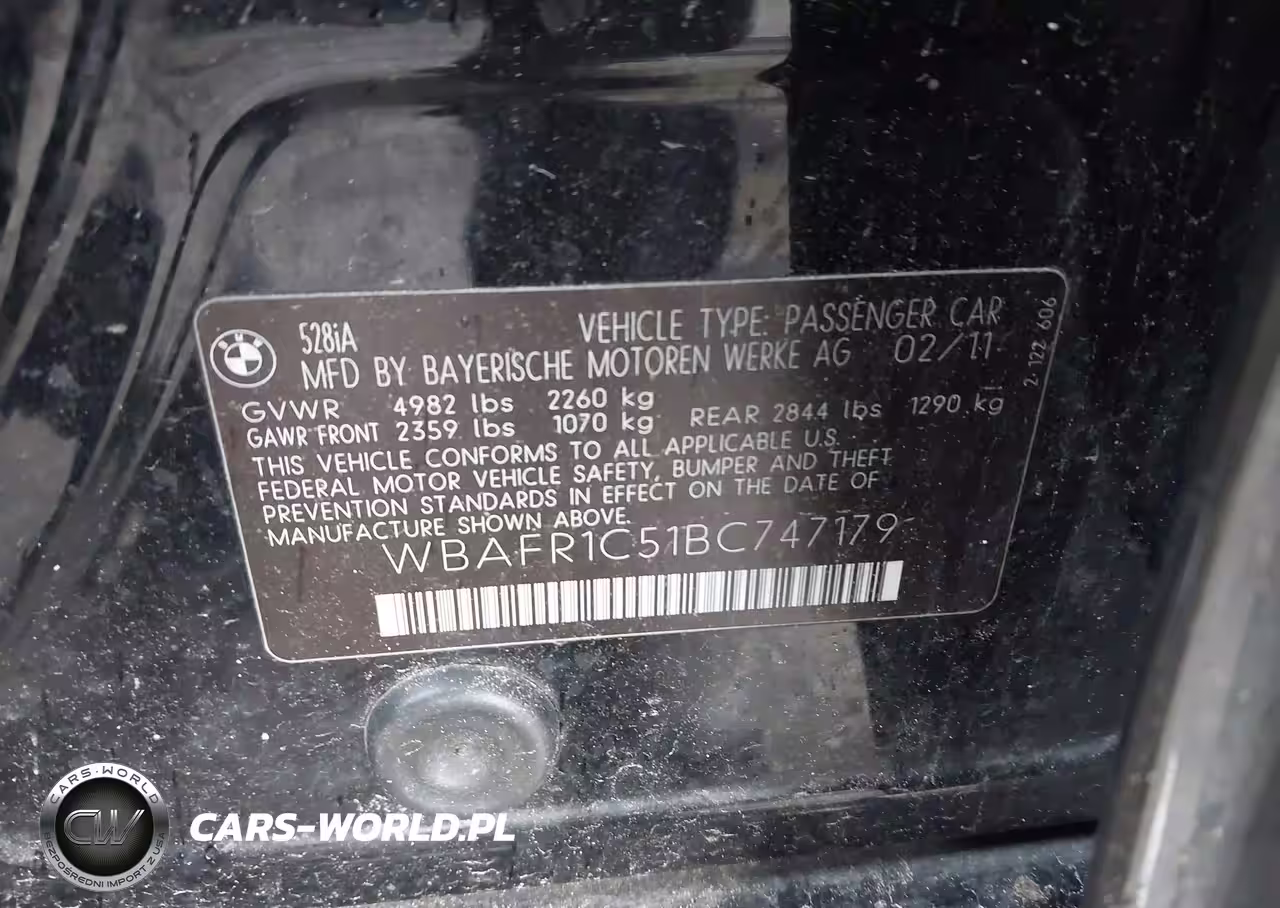 528iA VEHICLE TYPE: PASSENGER CAR
MFD BY BAYERISCHE MOTOREN WERKE AG 02/11
2 122 606
GVWR 4982 lbs 2260 kg
GAWR FRONT 2359 lbs 1070 kg REAR 2844 lbs 1290 kg
THIS VEHICLE CONFORMS TO ALL APPLICABLE U.S.
FEDERAL MOTOR VEHICLE SAFETY, BUMPER AND THEFT
PREVENTION STANDARDS IN EFFECT ON THE DATE OF
MANUFACTURE SHOWN ABOVE.
WBAFR1C51BC747179
CARS-WORLD
CW
BEZPOŚREDNI IMPORT Z USA
CARS-WORLD.PL